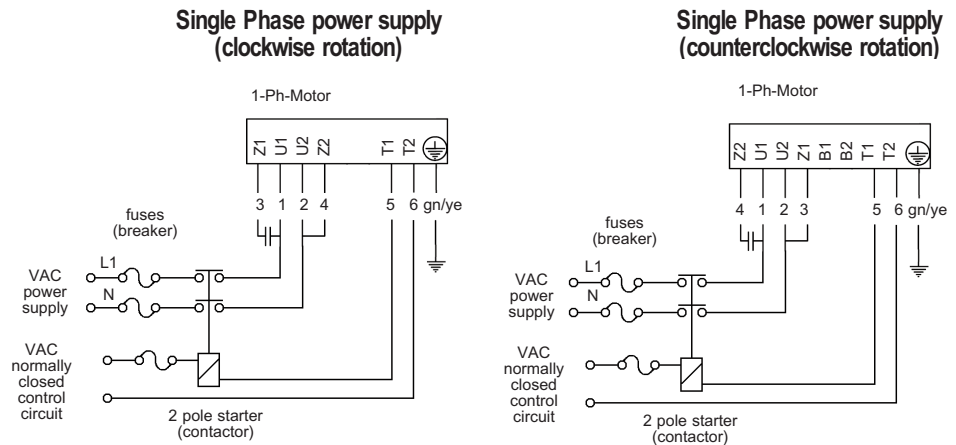 Single Phase power supply
(clockwise rotation)
1-Ph-Motor
Z1 U1 U2 Z2 T1 T2
3 1 2 4 5 6 gn/ye
fuses
(breaker)
L1
N
VAC
power
supply
VAC
normally
closed
control
circuit
2 pole starter
(contactor)
Single Phase power supply
(counterclockwise rotation)
1-Ph-Motor
Z2 U1 U2 Z1 B1 B2 T1 T2
4 1 2 3 5 6 gn/ye
fuses
(breaker)
L1
N
VAC
power
supply
VAC
normally
closed
control
circuit
2 pole starter
(contactor)